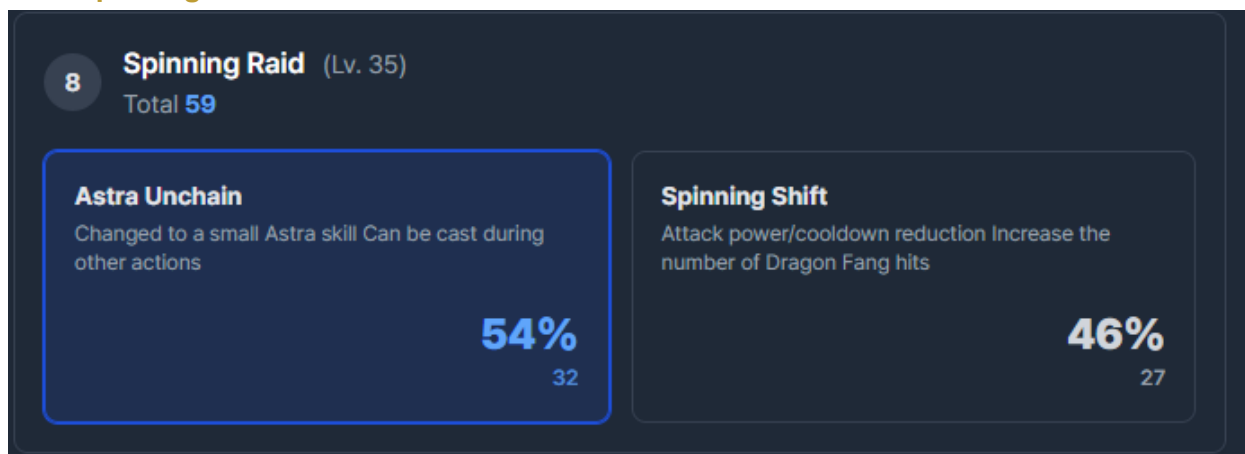 8
Spinning Raid (Lv. 35)
Total 59
Astra Unchain
Changed to a small Astra skill Can be cast during
other actions
54%
32
Spinning Shift
Attack power/cooldown reduction Increase the
number of Dragon Fang hits
46%
27